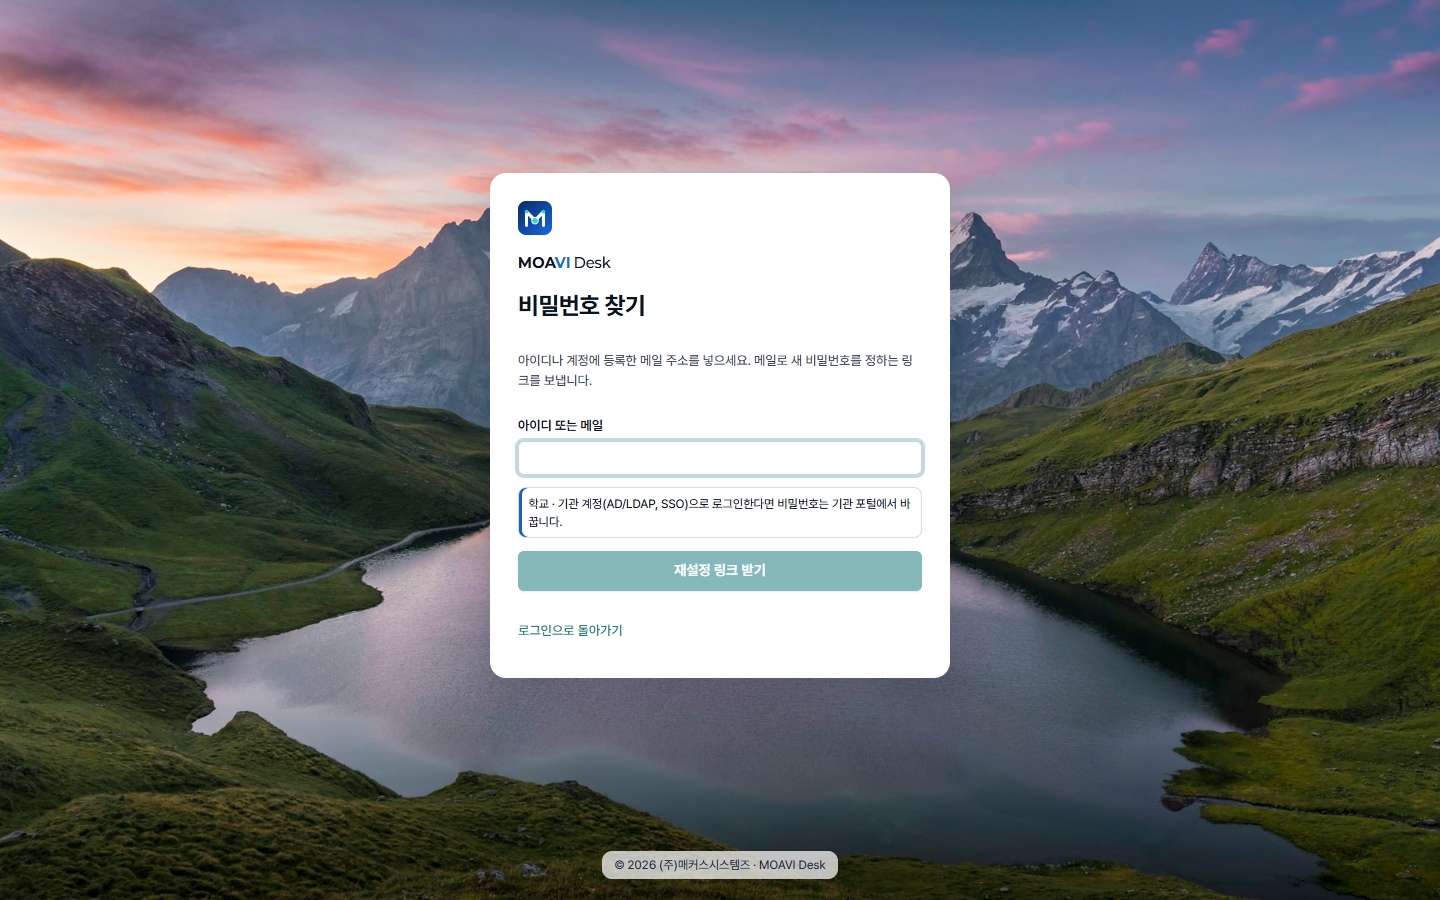 MOAVI Desk
비밀번호 찾기
아이디나 계정에 등록한 메일 주소를 넣으세요. 메일로 새 비밀번호를 정하는 링
크를 보냅니다.
아이디 또는 메일
학교 · 기관 계정(AD/LDAP, SSO)으로 로그인한다면 비밀번호는 기관 포털에서 바
꿉니다.
재설정 링크 받기
로그인으로 돌아가기
© 2026 (주)매커스시스템즈 · MOAVI Desk